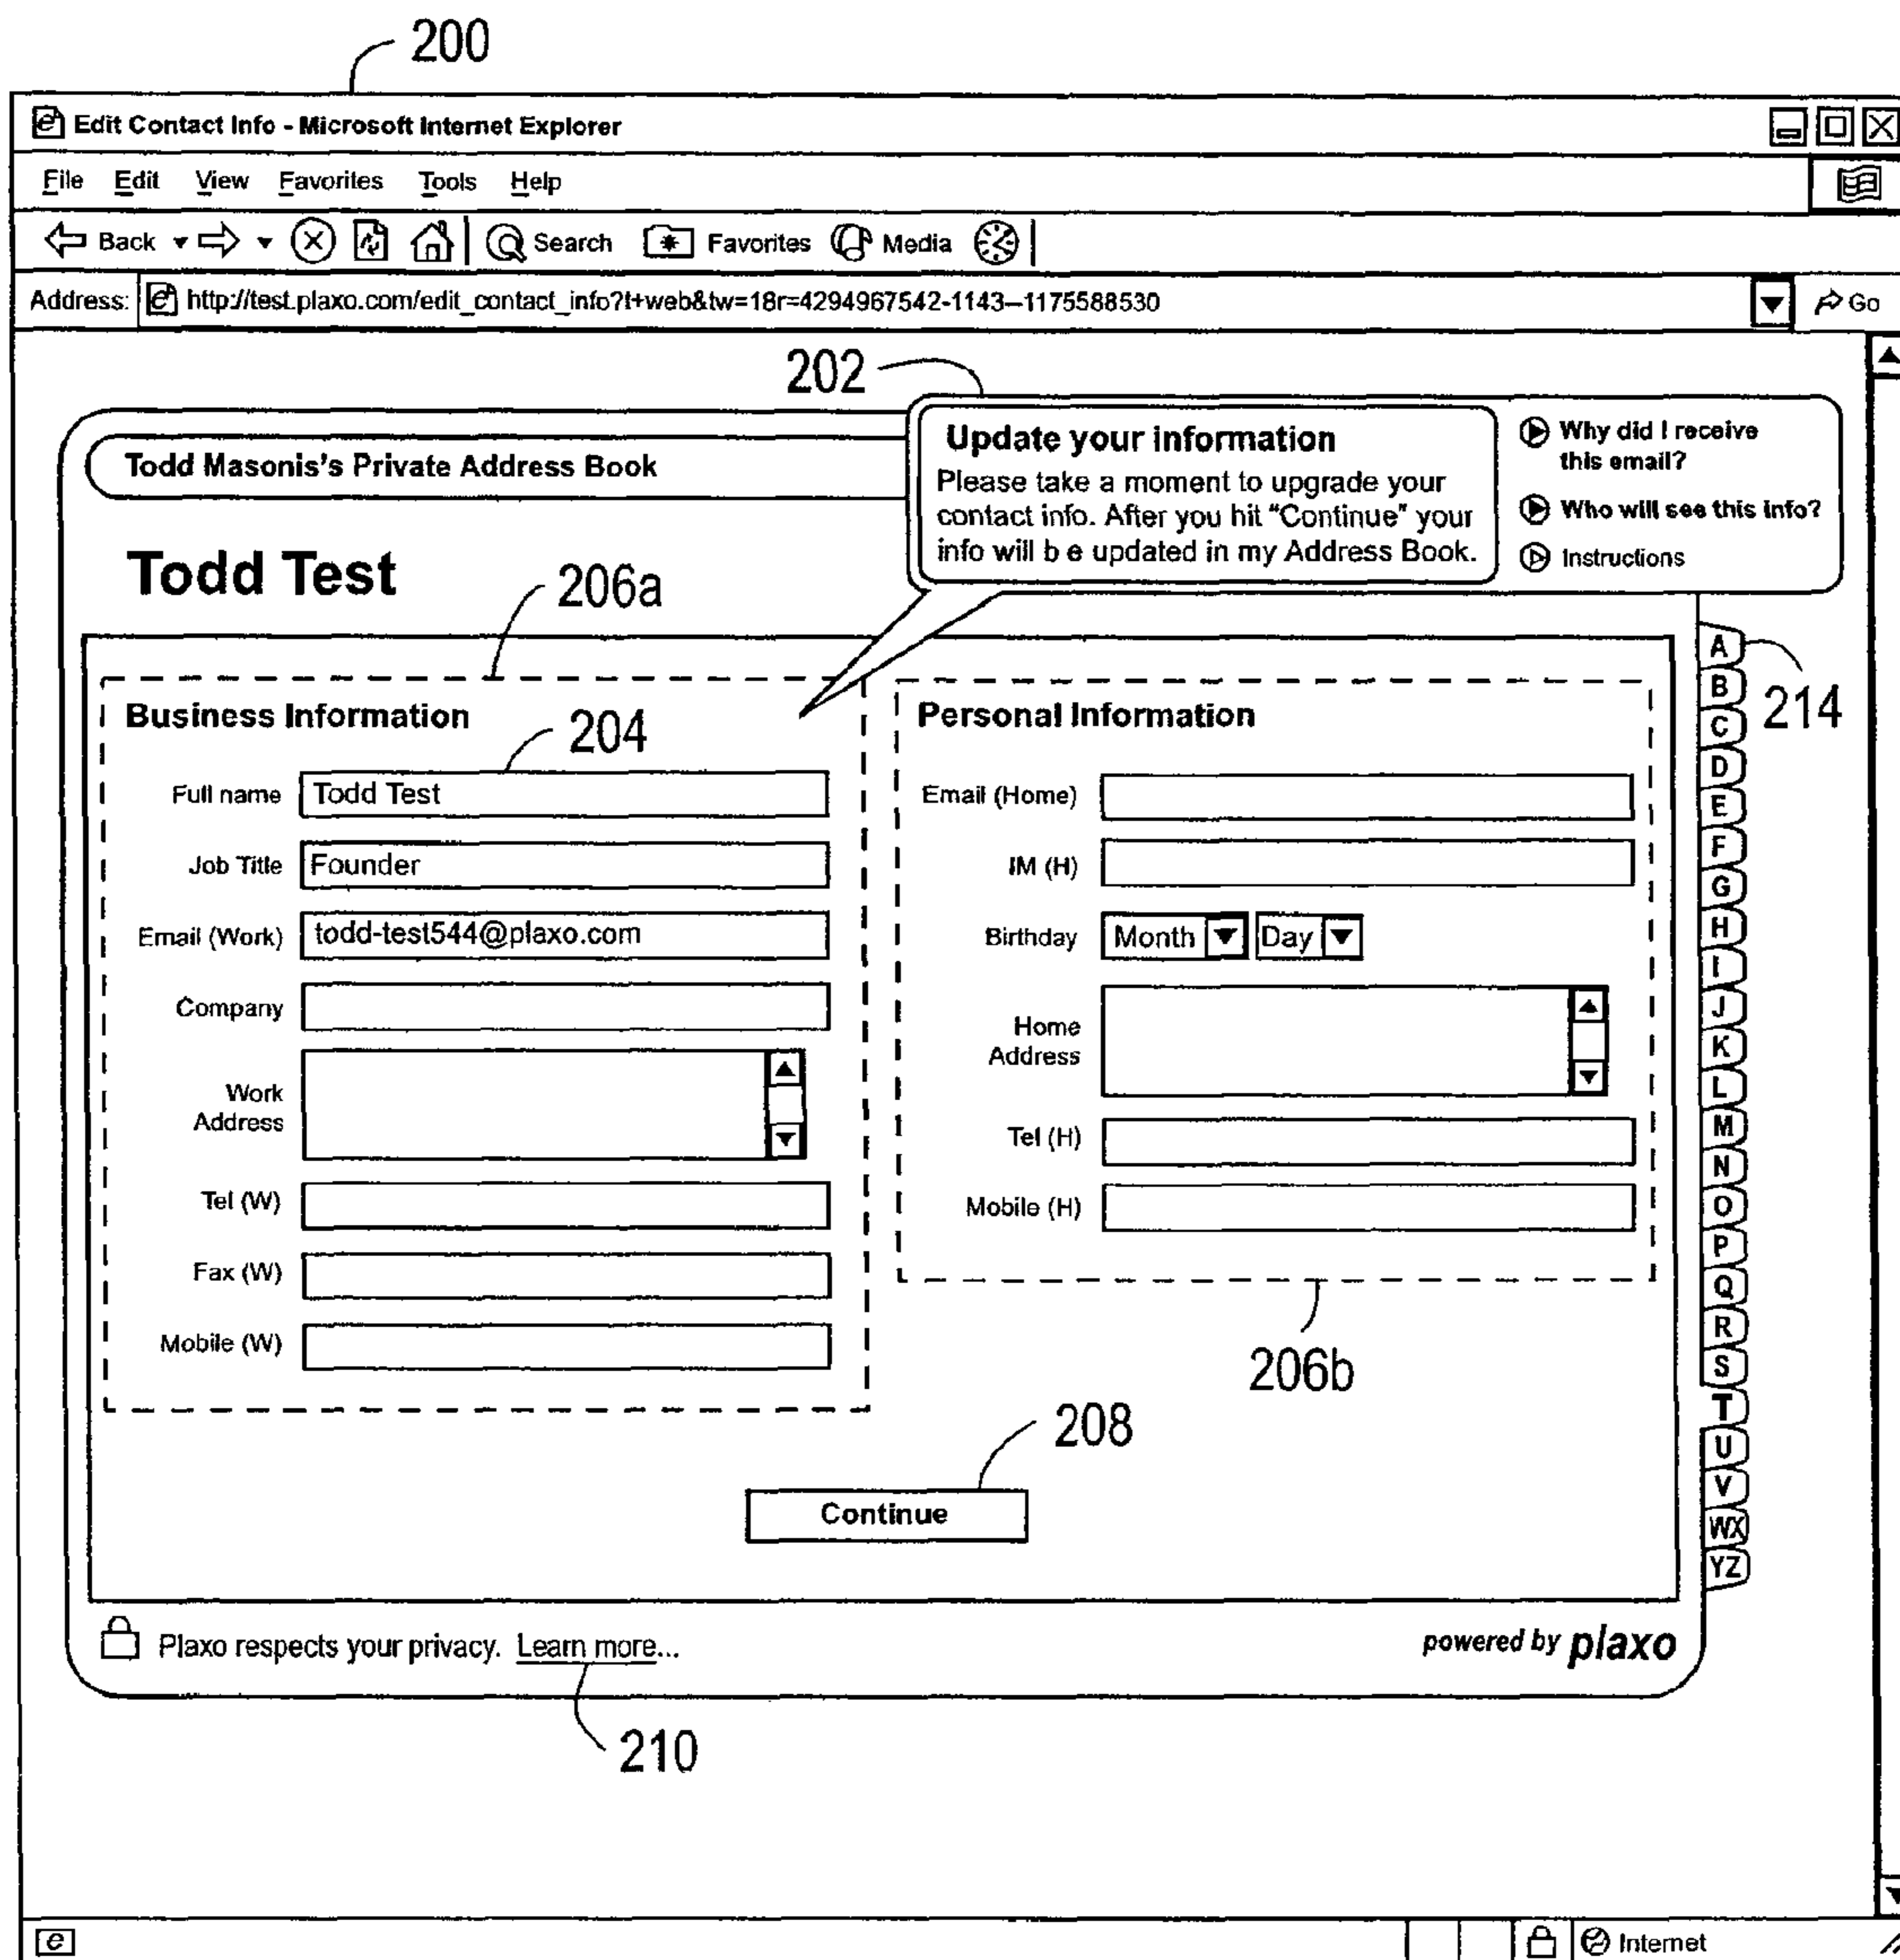 200
Edit Contact Info - Microsoft Internet Explorer
File Edit View Favorites Tools Help
Back Search Favorites Media
Address: http://test.plaxo.com/edit_contact_info?t+web&tw=18r=4294967542-1143--1175588530 Go
202
Todd Masonis's Private Address Book
Update your information
Please take a moment to upgrade your
contact info. After you hit "Continue" your
info will b e updated in my Address Book.
Why did I receive
this email?
Who will see this info?
Instructions
Todd Test
206a
Business Information
204
Full name Todd Test
Job Title Founder
Email (Work) todd-test544@plaxo.com
Company
Work
Address
Tel (W)
Fax (W)
Mobile (W)
Personal Information
Email (Home)
IM (H)
Birthday Month Day
Home
Address
Tel (H)
Mobile (H)
206b
A
214
B
C
D
E
F
G
H
I
J
K
L
M
N
O
P
Q
R
S
T
U
V
WX
YZ
208
Continue
Plaxo respects your privacy. Learn more...
powered by plaxo
210
Internet